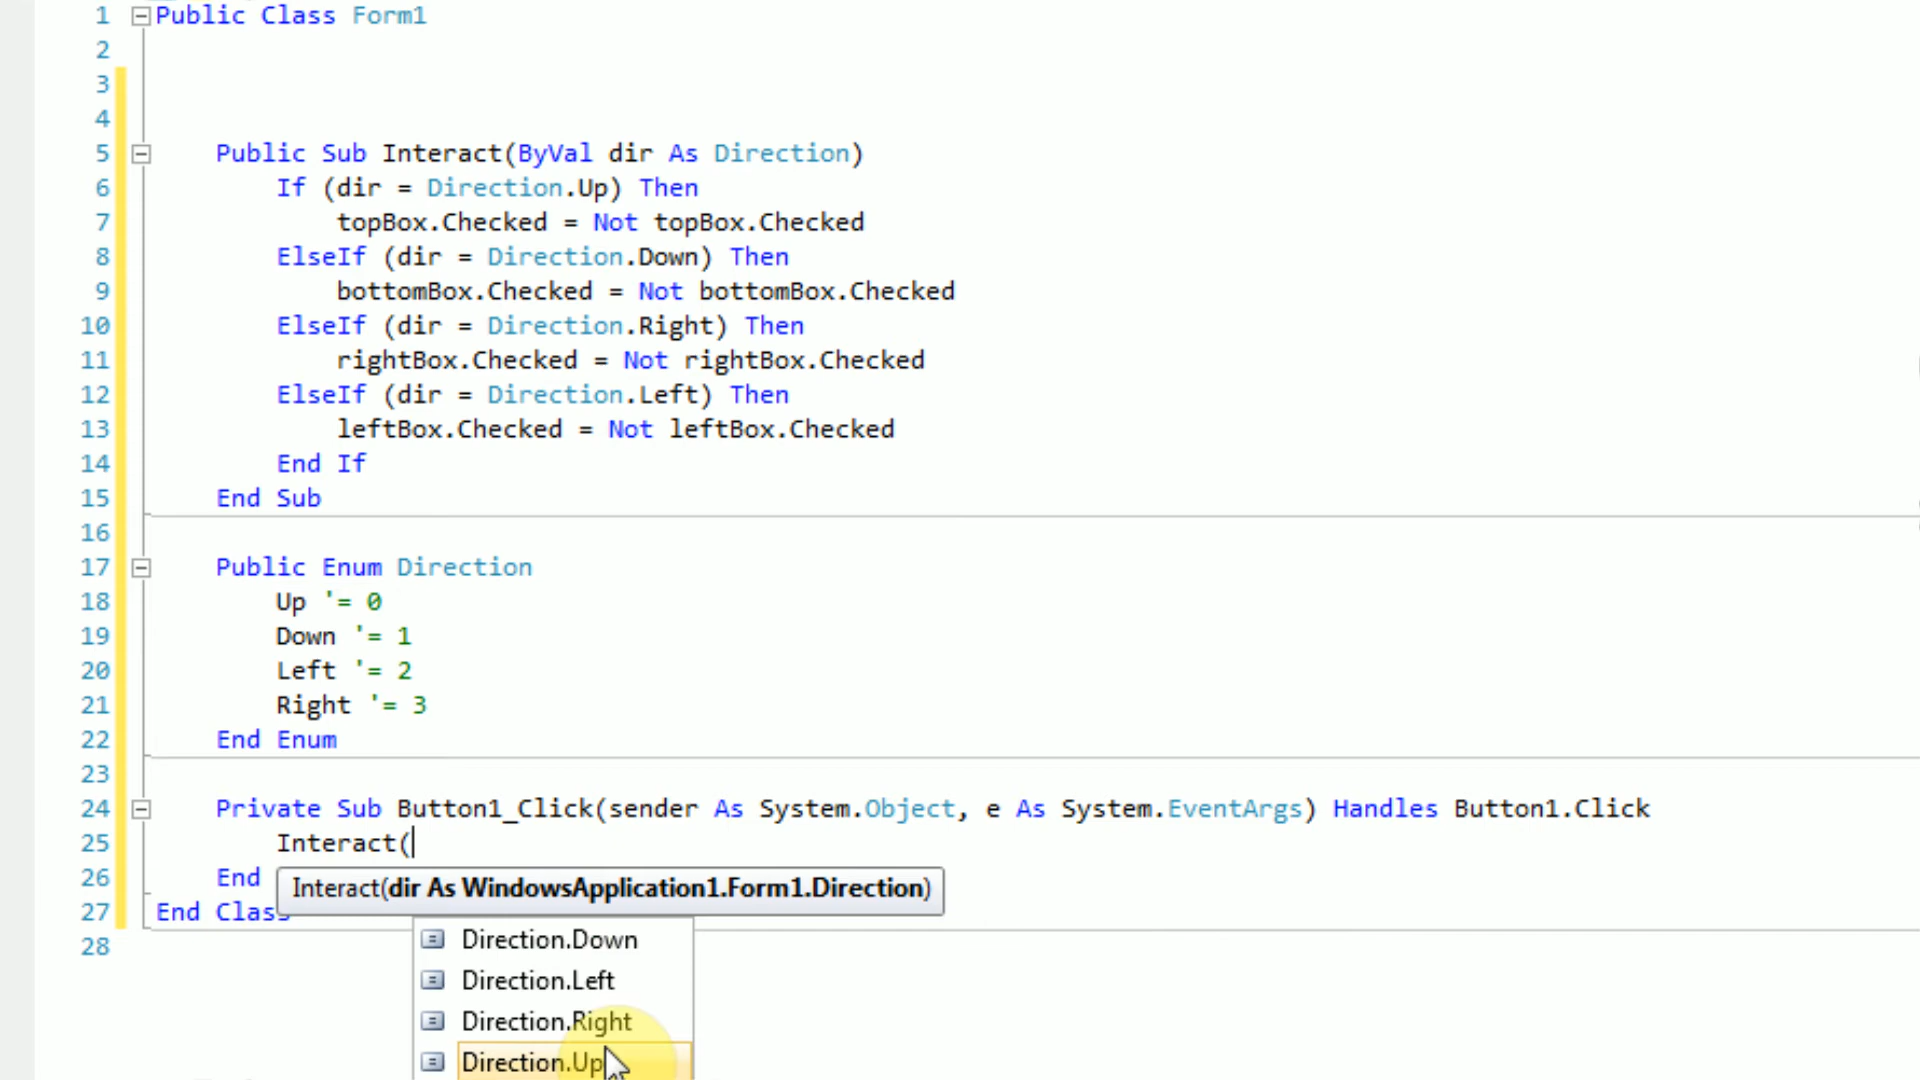 1 Public Class Form1
2
3
4
5 Public Sub Interact(ByVal dir As Direction)
6 If (dir = Direction.Up) Then
7 topBox.Checked = Not topBox.Checked
8 ElseIf (dir = Direction.Down) Then
9 bottomBox.Checked = Not bottomBox.Checked
10 ElseIf (dir = Direction.Right) Then
11 rightBox.Checked = Not rightBox.Checked
12 ElseIf (dir = Direction.Left) Then
13 leftBox.Checked = Not leftBox.Checked
14 End If
15 End Sub
16
17 Public Enum Direction
18 Up '= 0
19 Down '= 1
20 Left '= 2
21 Right '= 3
22 End Enum
23
24 Private Sub Button1_Click(sender As System.Object, e As System.EventArgs) Handles Button1.Click
25 Interact(
26 End
Interact(dir As WindowsApplication1.Form1.Direction)
27 End Class
28
Direction.Down
Direction.Left
Direction.Right
Direction.Up